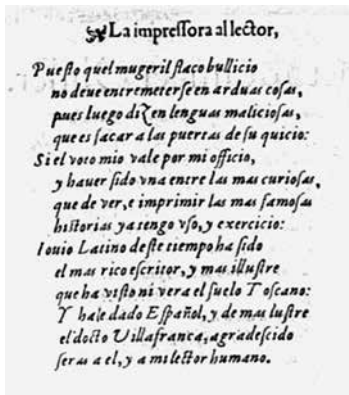 La impressora al lector,
Puesto quel mugeril flaco bullicio
no deue entremeterse en arduas cosas,
pues luego dizen lenguas maliciosas,
que es sacar a las puertas de su quicio:
Si el voto mio vale por mi officio,
y hauer sido vna entre las mas curiosas,
que de ver, e imprimir las mas famosas
historias ya tengo vso, y exercicio:
Iouio Latino deste tiempo ha sido
el mas rico escritor, y mas illustre
que ha visto ni vera el suelo Toscano:
Y hale dado Español, y de mas lustre
el docto Villafranca, agradescido
seras a el, y a mi lector humano.